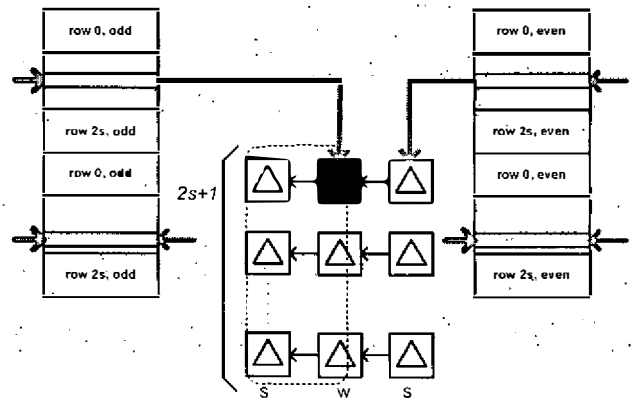 row 0, odd
row 0, even
row 2s, odd
row 2s, even
row 0, odd
row 0, even
2s+1
row 2s, odd
row 2s, even
S W S